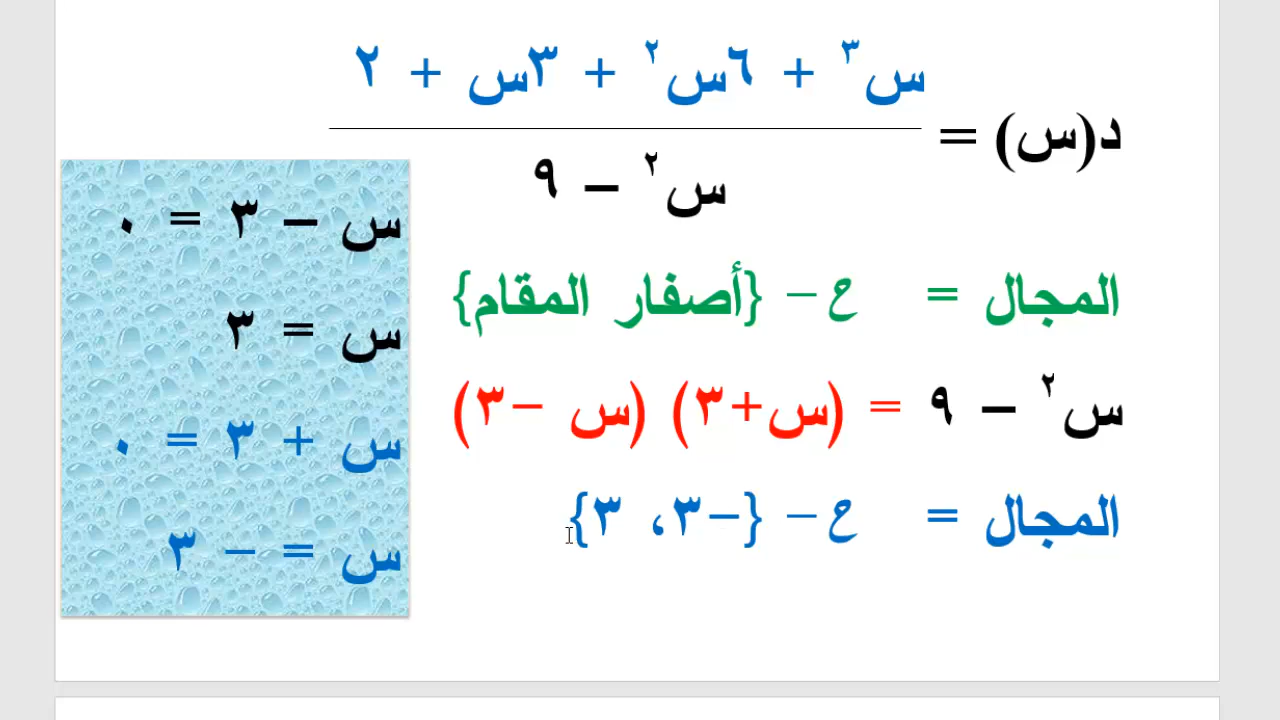 س٣ + ٦س٢ + ٣س + ٢
د(س) =
س٢ – ٩
المجال = ح – {أصفار المقام}
س٢ – ٩ = (س+٣) (س –٣)
المجال = ح – {–٣، ٣}
س – ٣ = ٠
س = ٣
س + ٣ = ٠
س = – ٣